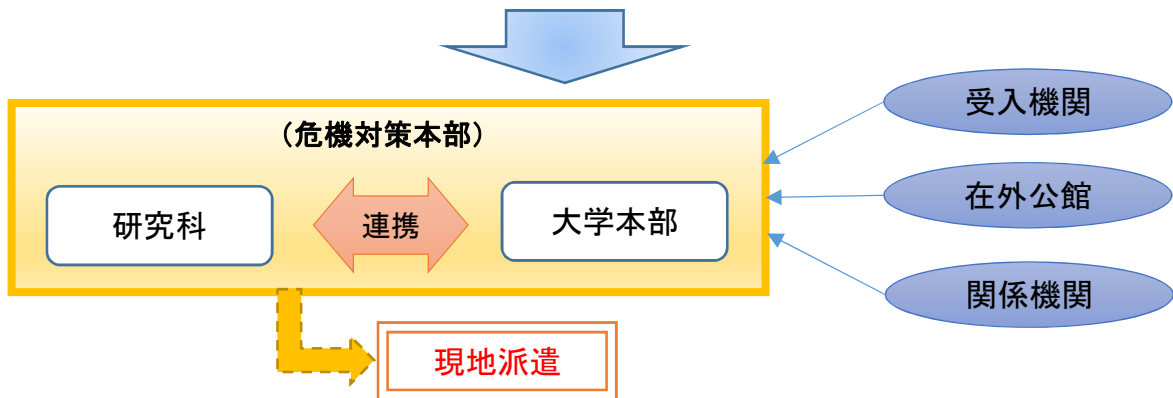 (危機対策本部)
受入機関
研究科
連携
大学本部
在外公館
関係機関
現地派遣